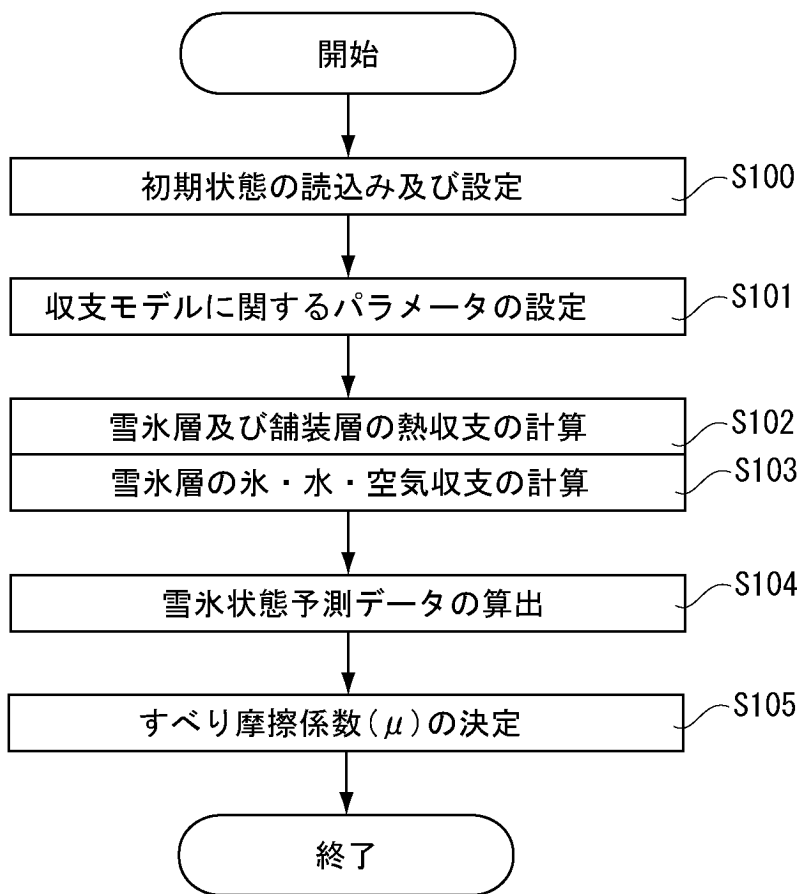 開始
初期状態の読込み及び設定
S100
収支モデルに関するパラメータの設定
S101
雪氷層及び舗装層の熱収支の計算
S102
雪氷層の氷・水・空気収支の計算
S103
雪氷状態予測データの算出
S104
すべり摩擦係数(μ)の決定
S105
終了